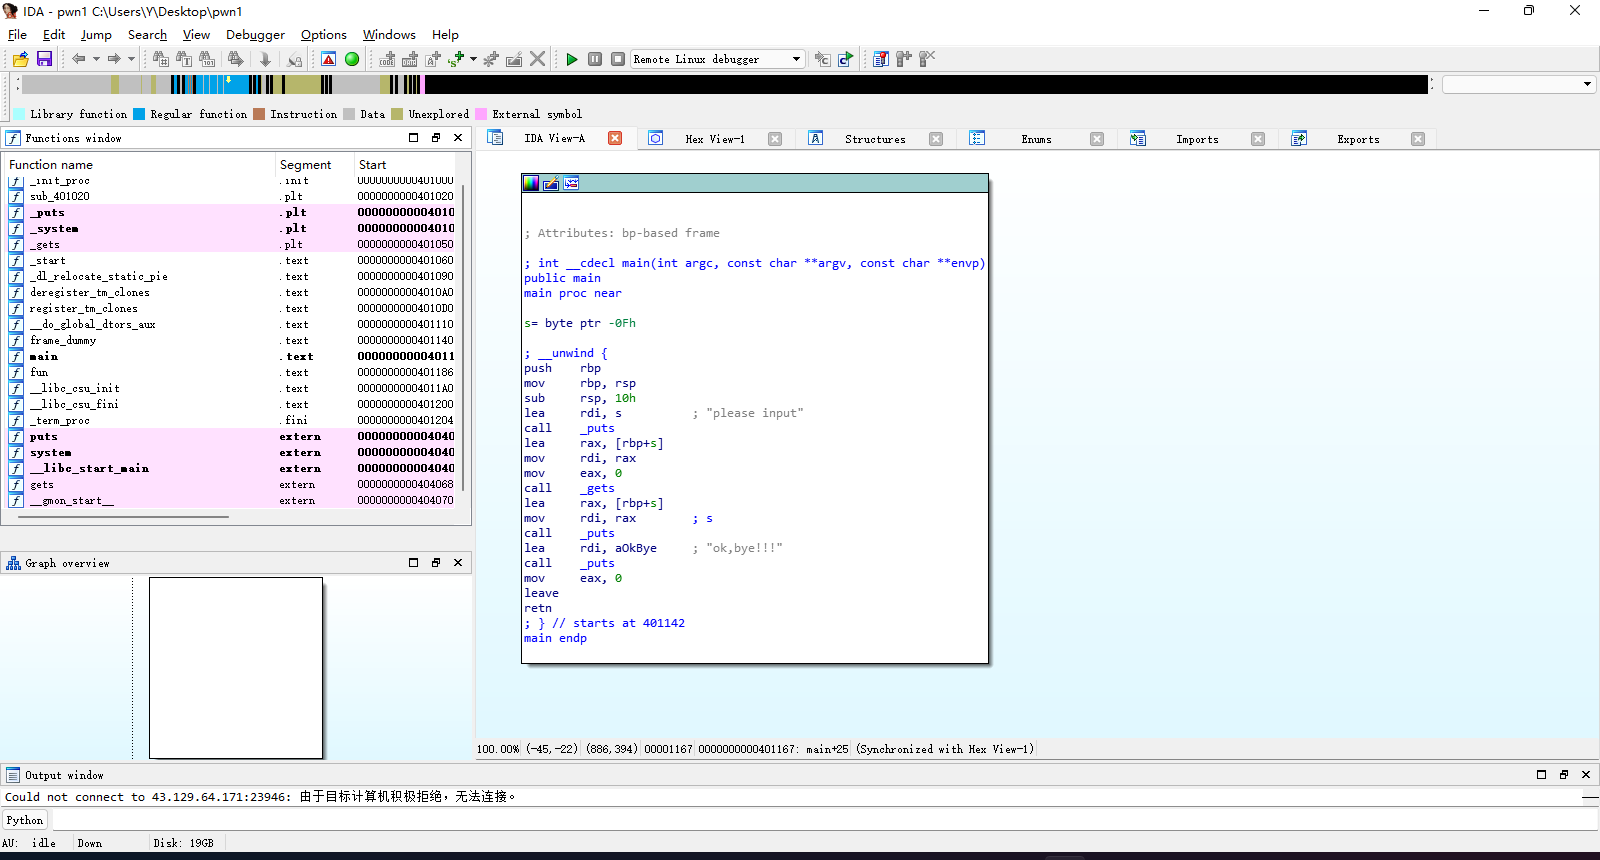 IDA - pwn1 C:\Users\Y\Desktop\pwn1
File Edit Jump Search View Debugger Options Windows Help
Remote Linux debugger
Library function Regular function Instruction Data Unexplored External symbol
Functions window
Function name Segment Start
_init_proc .init 0000000000401000
sub_401020 .plt 0000000000401020
_puts .plt 00000000004010
_system .plt 00000000004010
_gets .plt 0000000000401050
_start .text 0000000000401060
_dl_relocate_static_pie .text 0000000000401090
deregister_tm_clones .text 00000000004010A0
register_tm_clones .text 00000000004010D0
__do_global_dtors_aux .text 0000000000401110
frame_dummy .text 0000000000401140
main .text 00000000004011
fun .text 0000000000401186
__libc_csu_init .text 00000000004011A0
__libc_csu_fini .text 0000000000401200
_term_proc .fini 0000000000401204
puts extern 00000000004040
system extern 00000000004040
__libc_start_main extern 00000000004040
gets extern 0000000000404068
__gmon_start__ extern 0000000000404070
Graph overview
IDA View-A Hex View-1 Structures Enums Imports Exports
; Attributes: bp-based frame
; int __cdecl main(int argc, const char **argv, const char **envp)
public main
main proc near
s= byte ptr -0Fh
; __unwind {
push rbp
mov rbp, rsp
sub rsp, 10h
lea rdi, s ; "please input"
call _puts
lea rax, [rbp+s]
mov rdi, rax
mov eax, 0
call _gets
lea rax, [rbp+s]
mov rdi, rax ; s
call _puts
lea rdi, aOkBye ; "ok,bye!!!"
call _puts
mov eax, 0
leave
retn
; } // starts at 401142
main endp
100.00% (-45,-22) (886,394) 00001167 0000000000401167: main+25 (Synchronized with Hex View-1)
Output window
Could not connect to 43.129.64.171:23946: 由于目标计算机积极拒绝，无法连接。
Python
AU: idle Down Disk: 19GB